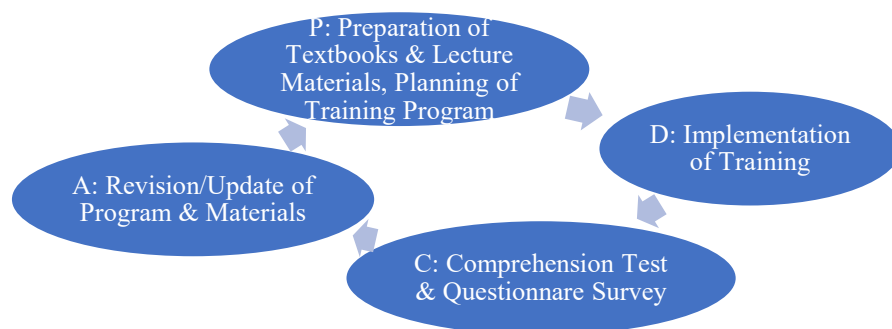 P: Preparation of
Textbooks & Lecture
Materials, Planning of
Training Program
D: Implementation
of Training
C: Comprehension Test
& Questionnare Survey
A: Revision/Update of
Program & Materials